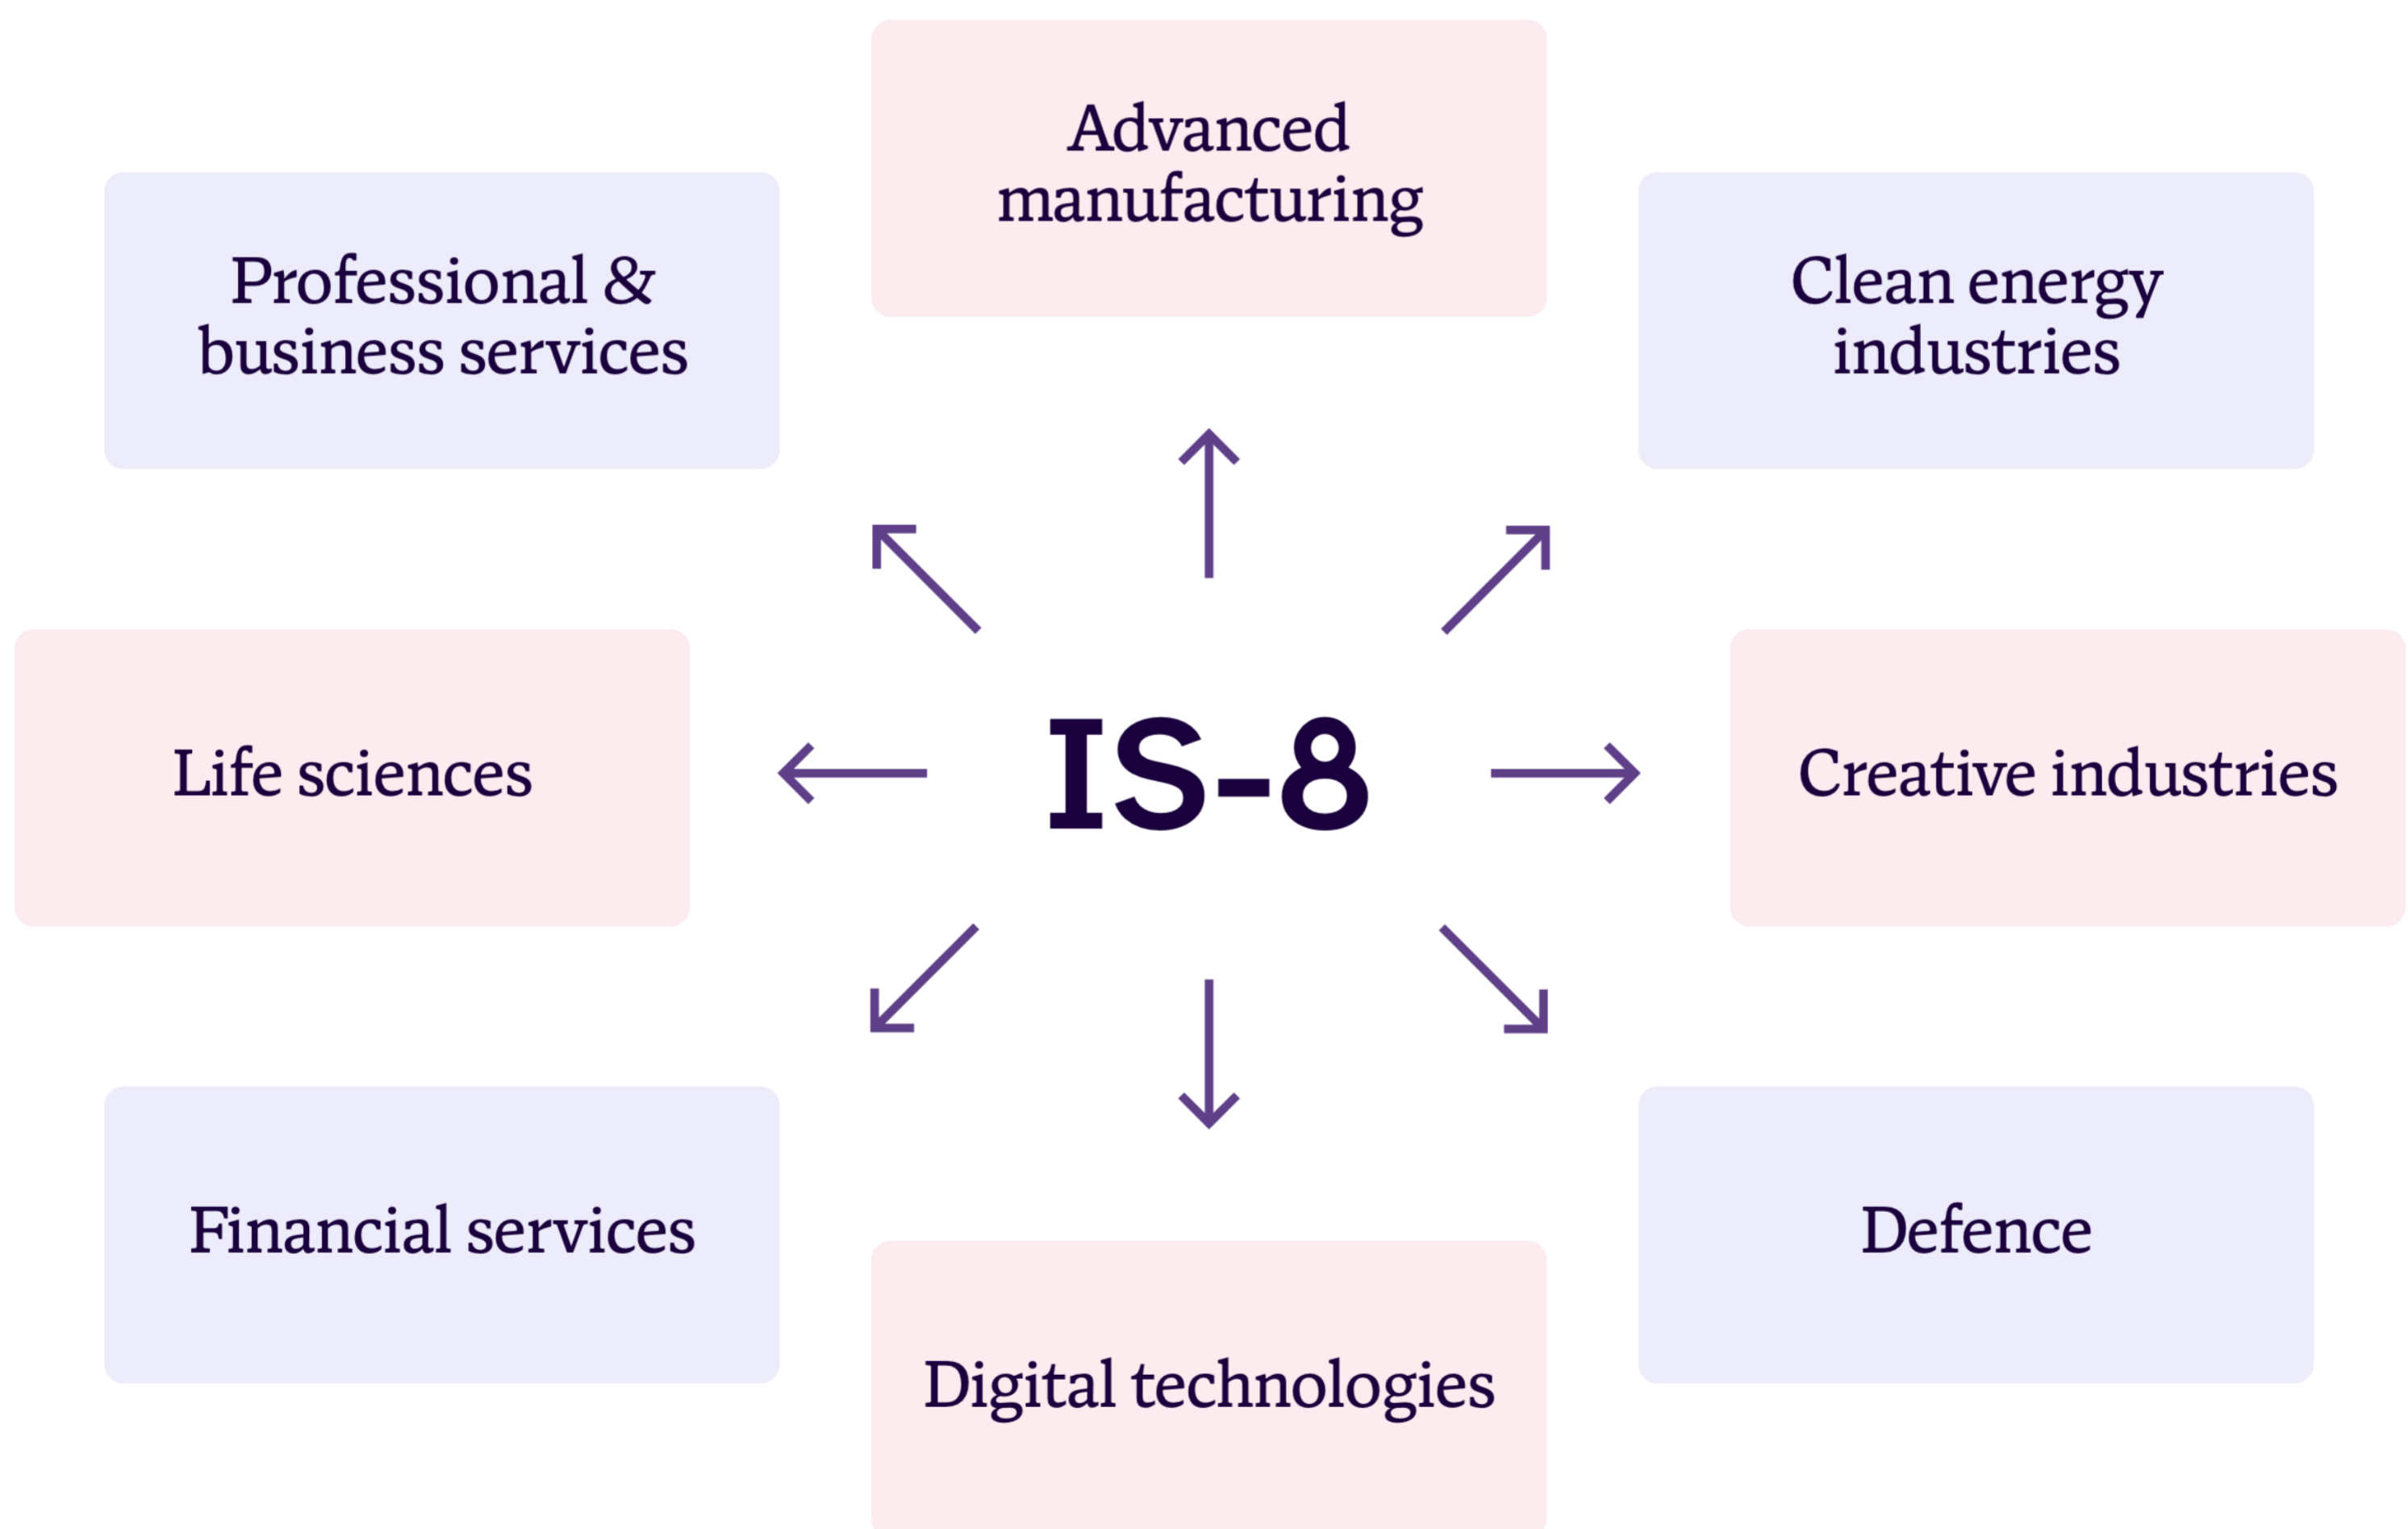 Advanced
manufacturing
Professional &
business services
Clean energy
industries
Life sciences
IS-8
Creative industries
Financial services
Defence
Digital technologies